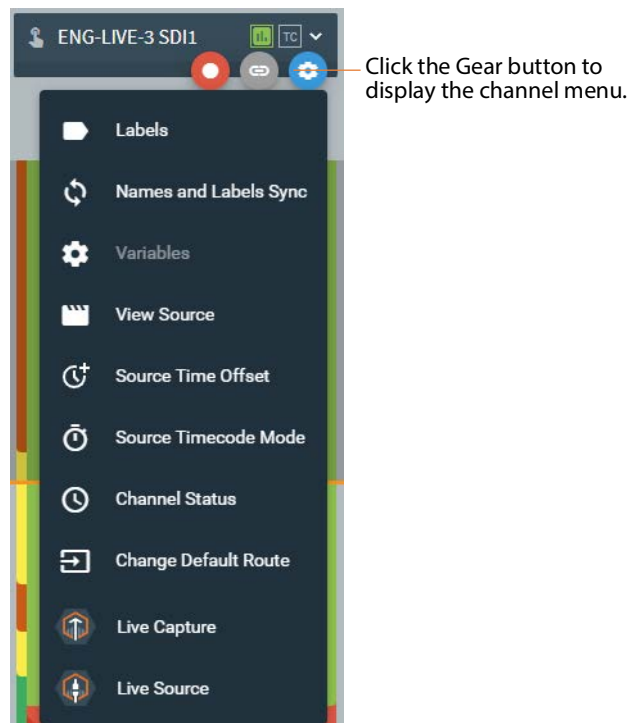 ENG-LIVE-3 SDI1 TC
Click the Gear button to
display the channel menu.
Labels
Names and Labels Sync
Variables
View Source
Source Time Offset
Source Timecode Mode
Channel Status
Change Default Route
Live Capture
Live Source